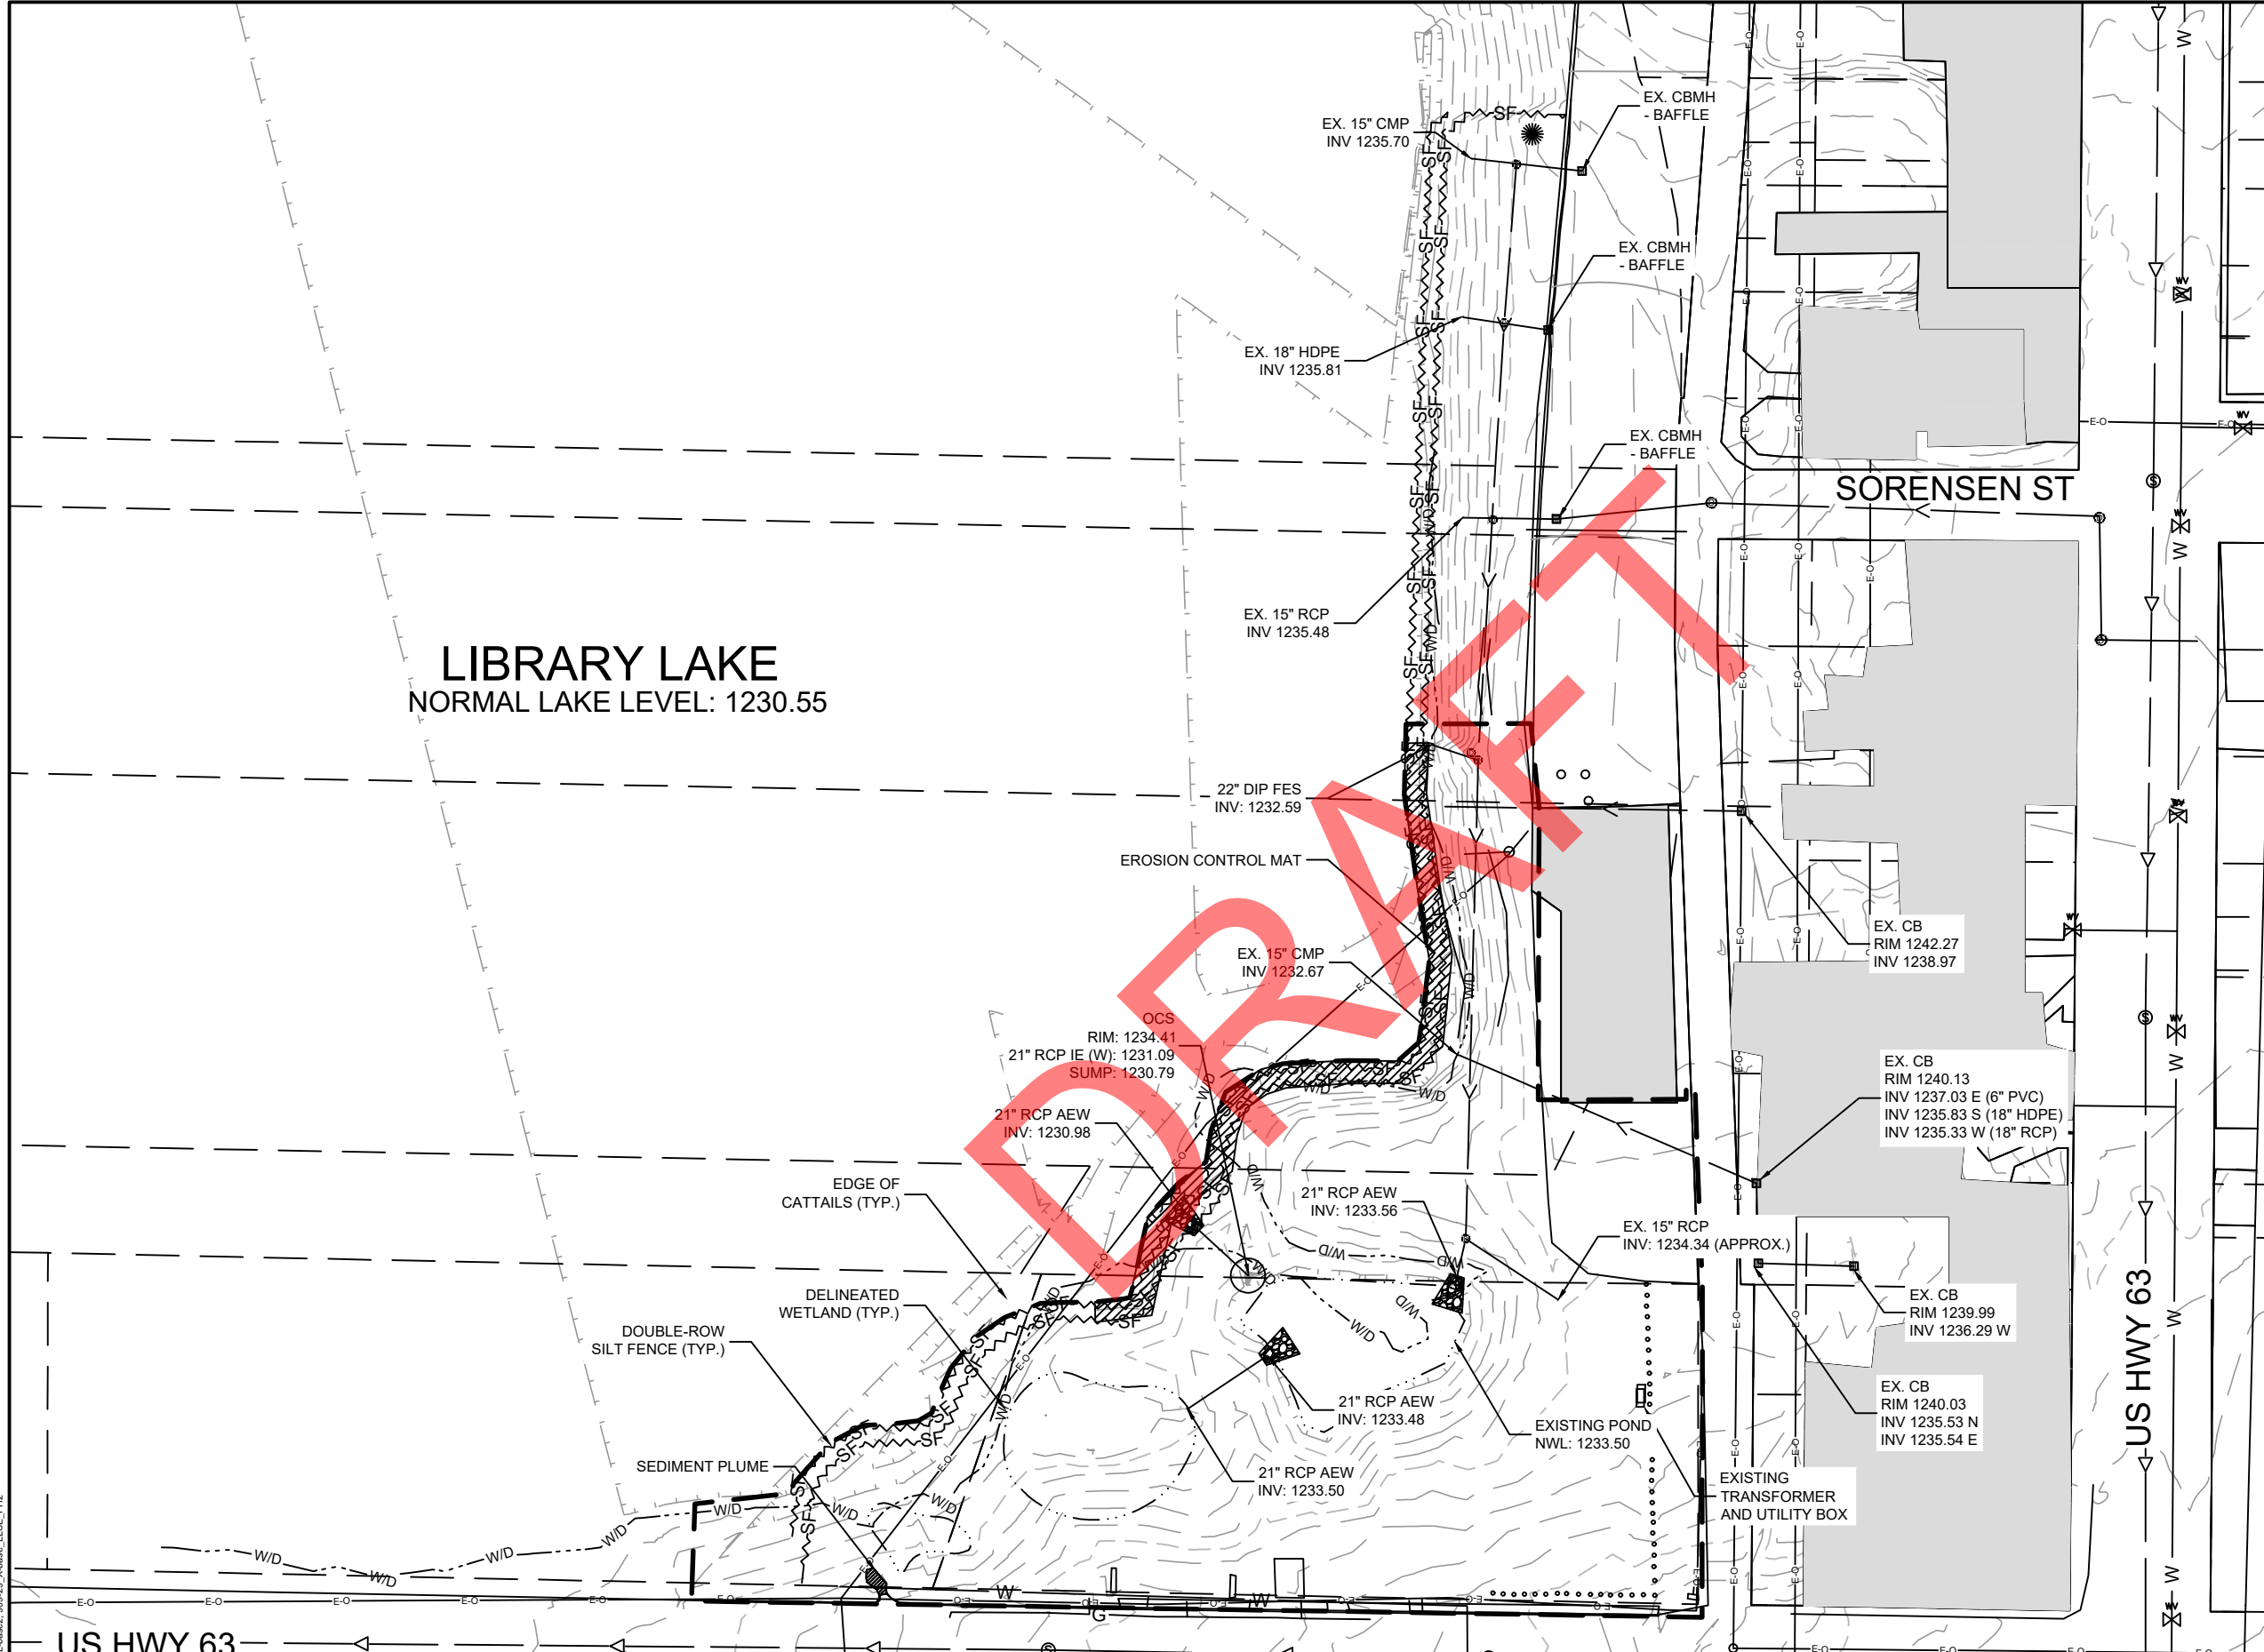 EX. CBMH
- BAFFLE
EX. 15" CMP
INV 1235.70
EX. CBMH
- BAFFLE
EX. 18" HDPE
INV 1235.81
EX. CBMH
- BAFFLE
SORENSEN ST
EX. 15" RCP
INV 1235.48
LIBRARY LAKE
NORMAL LAKE LEVEL: 1230.55
22" DIP FES
INV: 1232.59
EROSION CONTROL MAT
EX. CB
RIM 1242.27
INV 1238.97
EX. 15" CMP
INV 1232.67
OCS
RIM: 1234.41
21" RCP IE (W): 1231.09
SUMP: 1230.79
EX. CB
RIM 1240.13
INV 1237.03 E (6" PVC)
INV 1235.83 S (18" HDPE)
INV 1235.33 W (18" RCP)
21" RCP AEW
INV: 1230.98
EDGE OF
CATTAILS (TYP.)
21" RCP AEW
INV: 1233.56
EX. 15" RCP
INV: 1234.34 (APPROX.)
DELINEATED
WETLAND (TYP.)
EX. CB
RIM 1239.99
INV 1236.29 W
DOUBLE-ROW
SILT FENCE (TYP.)
US HWY 63
EX. CB
RIM 1240.03
INV 1235.53 N
INV 1235.54 E
21" RCP AEW
INV: 1233.48
EXISTING POND
NWL: 1233.50
SEDIMENT PLUME
21" RCP AEW
INV: 1233.50
EXISTING
TRANSFORMER
AND UTILITY BOX
US HWY 63
DRAFT
SF
W/D
E-O
W
WV
S
G